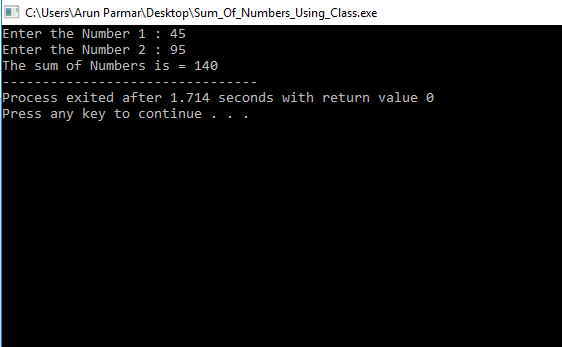 C:\Users\Arun Parmar\Desktop\Sum_Of_Numbers_Using_Class.exe
Enter the Number 1 : 45
Enter the Number 2 : 95
The sum of Numbers is = 140
--------------------------------
Process exited after 1.714 seconds with return value 0
Press any key to continue . . .